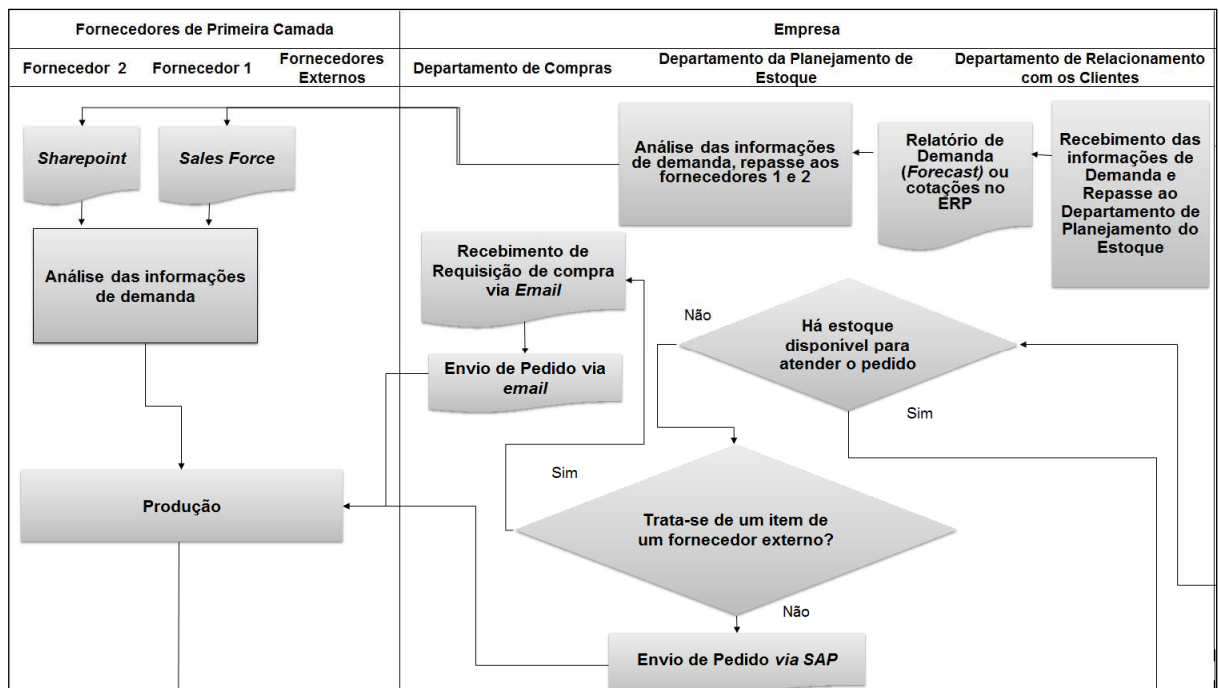 Fornecedores de Primeira Camada
Empresa
Fornecedor 2
Fornecedor 1
Fornecedores
Externos
Departamento de Compras
Departamento da Planejamento de
Estoque
Departamento de Relacionamento
com os Clientes
Sharepoint
Sales Force
Análise das informações
de demanda, repasse aos
fornecedores 1 e 2
Relatório de
Demanda
(Forecast) ou
cotações no
ERP
Recebimento das
informações de
Demanda e
Repasse ao
Departamento de
Planejamento do
Estoque
Análise das informações
de demanda
Recebimento de
Requisição de compra
via Email
Não
Há estoque
disponível para
atender o pedido
Envio de Pedido via
email
Sim
Sim
Produção
Trata-se de um item de
um fornecedor externo?
Não
Envio de Pedido via SAP